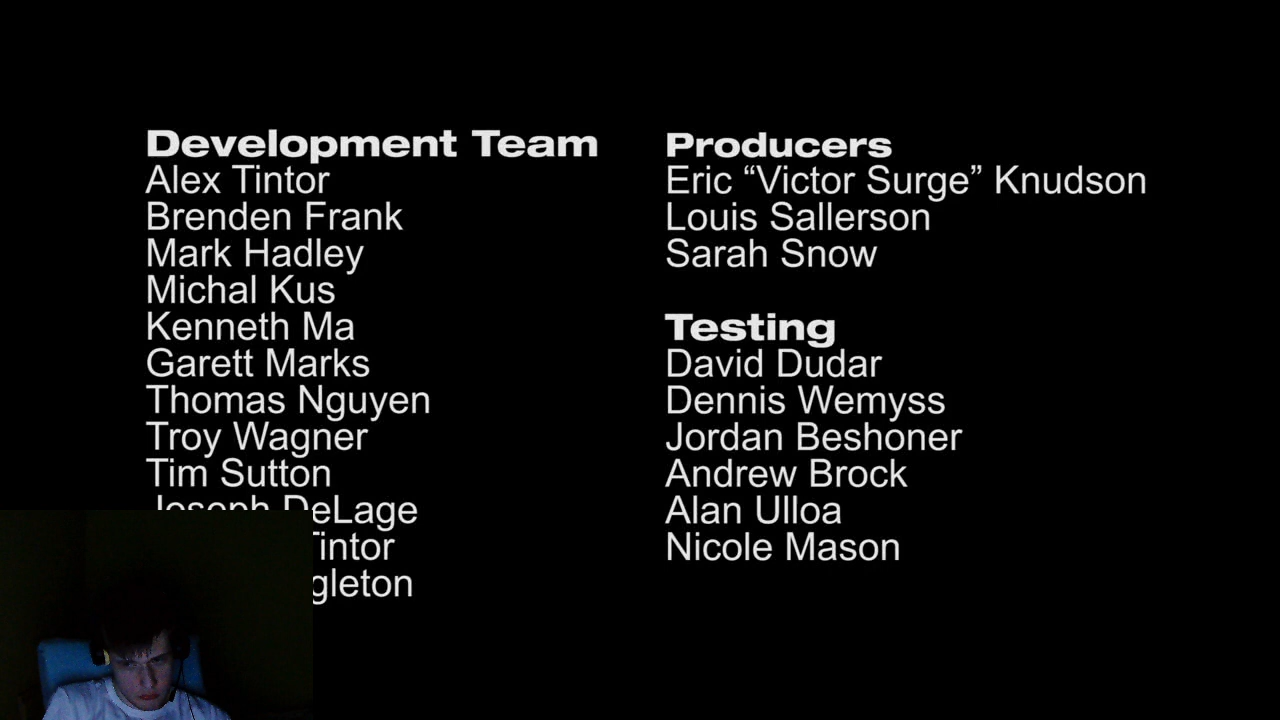 Development Team
Alex Tintor
Brenden Frank
Mark Hadley
Michal Kus
Kenneth Ma
Garett Marks
Thomas Nguyen
Troy Wagner
Tim Sutton
Joseph DeLage
Tintor
Producers
Eric “Victor Surge” Knudson
Louis Sallerson
Sarah Snow
Testing
David Dudar
Dennis Wemyss
Jordan Beshoner
Andrew Brock
Alan Ulloa
Nicole Mason